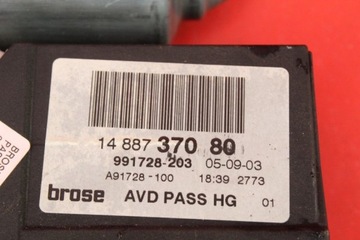 14 887 370 80
991728-203 05-09-03
A91728-100 18:39 2773
brose AVD PASS HG 01